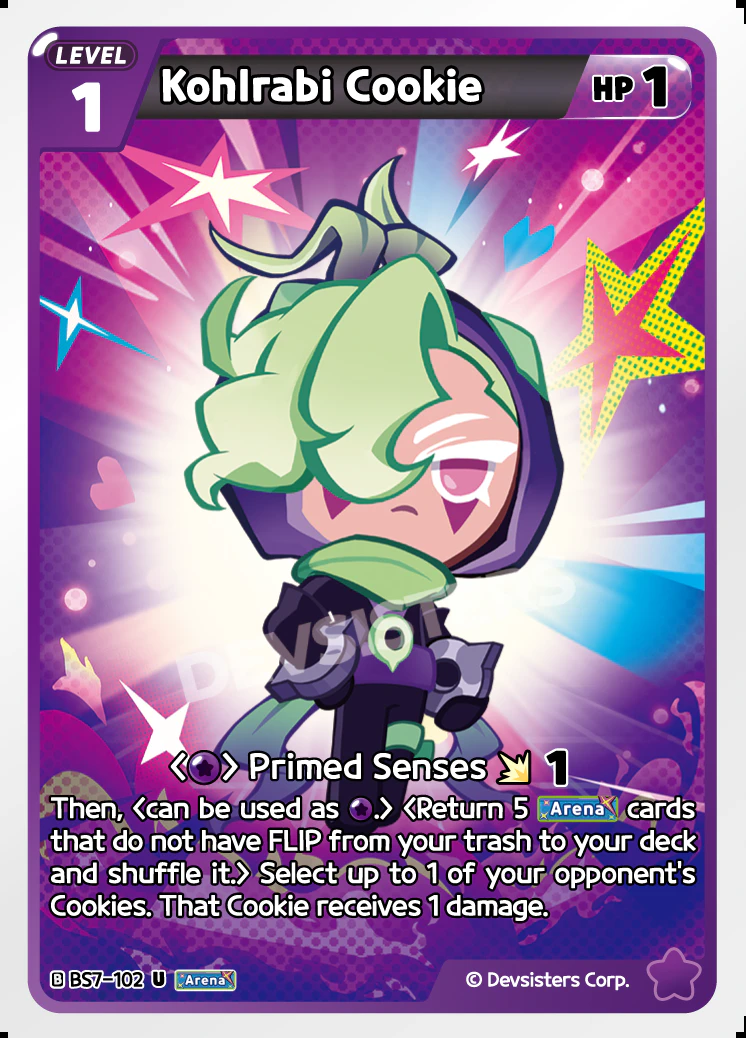 LEVEL
1
Kohlrabi Cookie
HP 1
DEVSISTERS
〈★〉 Primed Senses 1
Then, 〈can be used as ★.〉 〈Return 5 Arena cards
that do not have FLIP from your trash to your deck
and shuffle it.〉 Select up to 1 of your opponent's
Cookies. That Cookie receives 1 damage.
B BS7-102 U Arena
© Devsisters Corp.